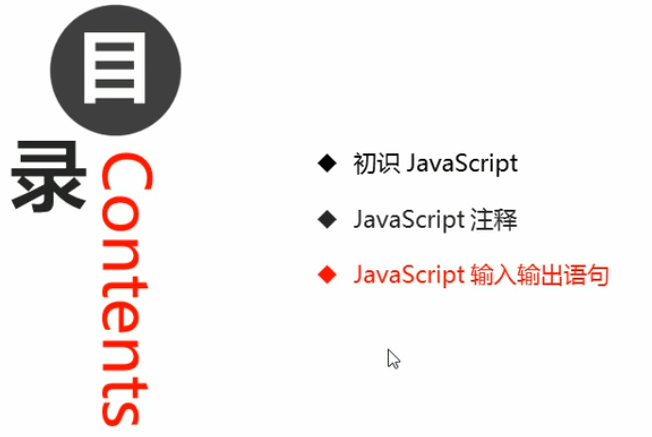 目录
Contents
◆ 初识 JavaScript
◆ JavaScript 注释
◆ JavaScript 输入输出语句